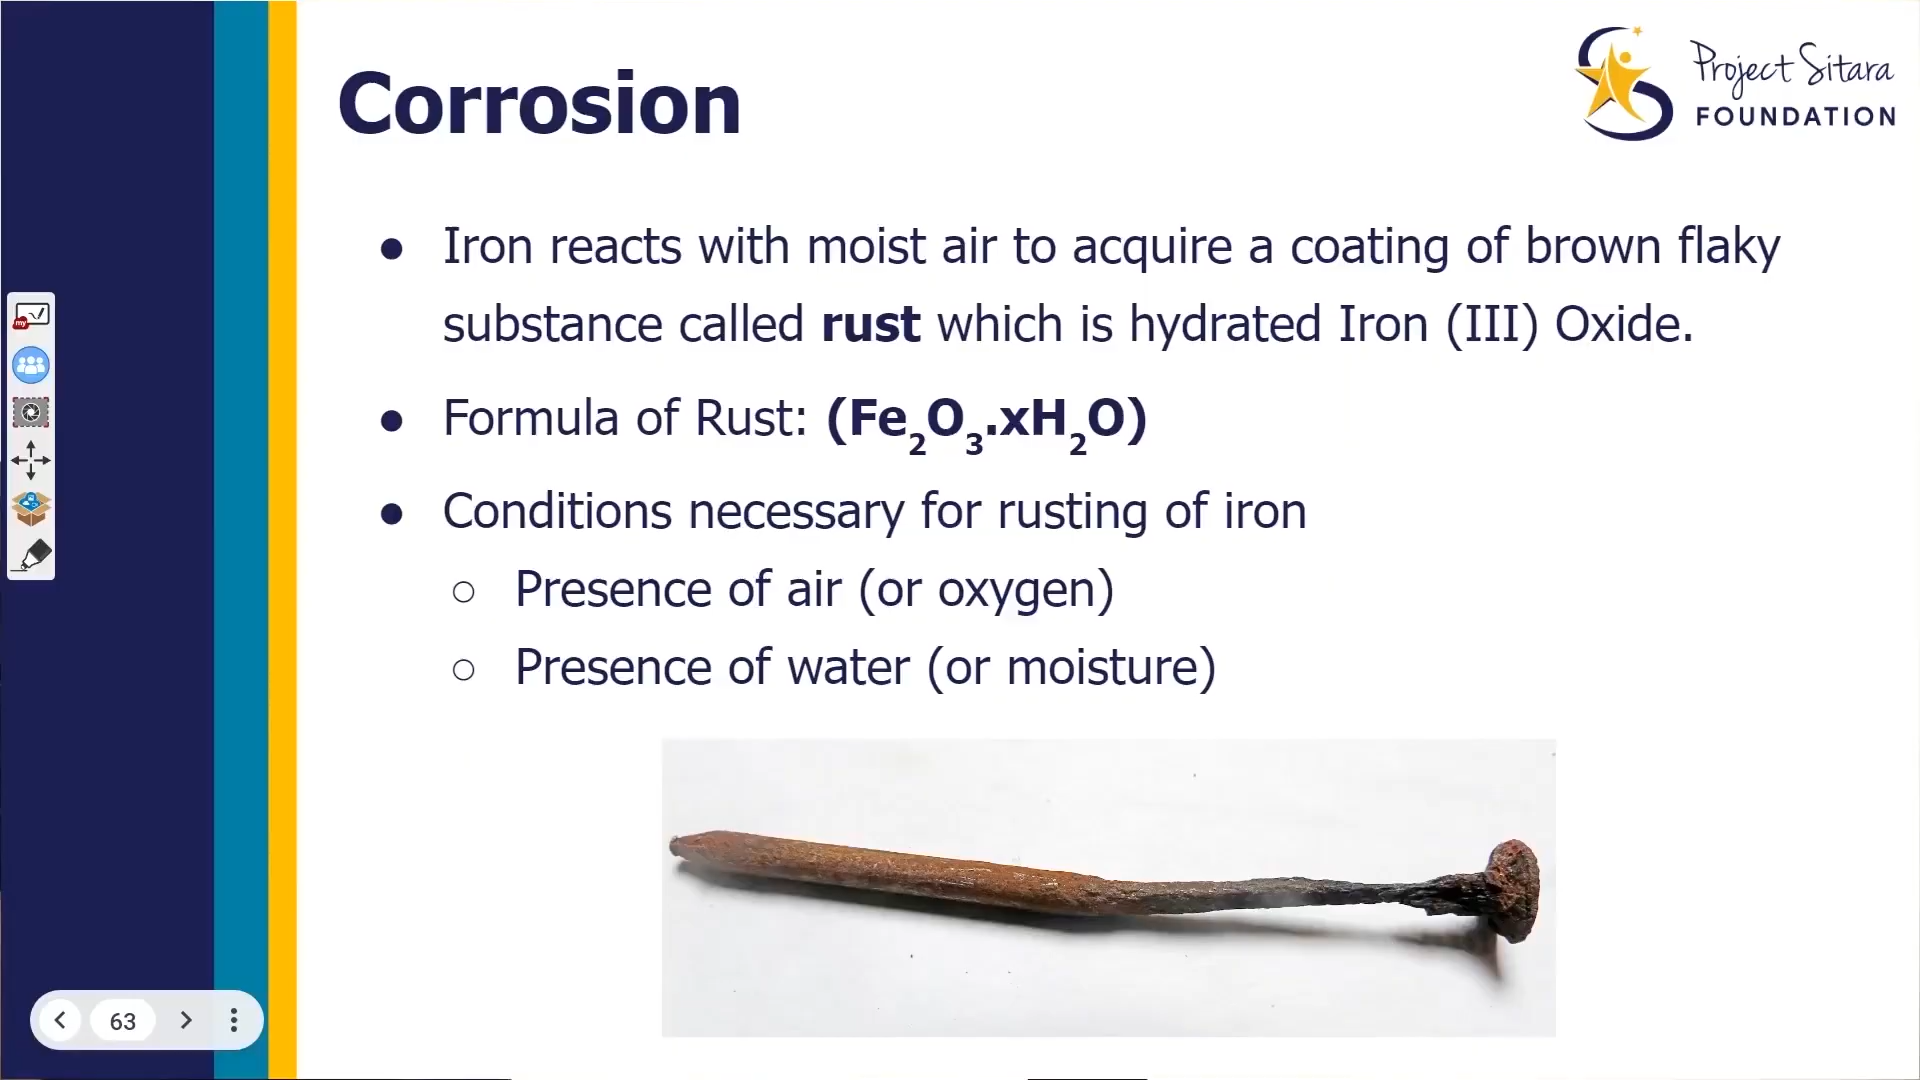 Corrosion
Project Sitara
FOUNDATION
● Iron reacts with moist air to acquire a coating of brown flaky
substance called rust which is hydrated Iron (III) Oxide.
● Formula of Rust: (Fe₂O₃.xH₂O)
● Conditions necessary for rusting of iron
○ Presence of air (or oxygen)
○ Presence of water (or moisture)
my
63